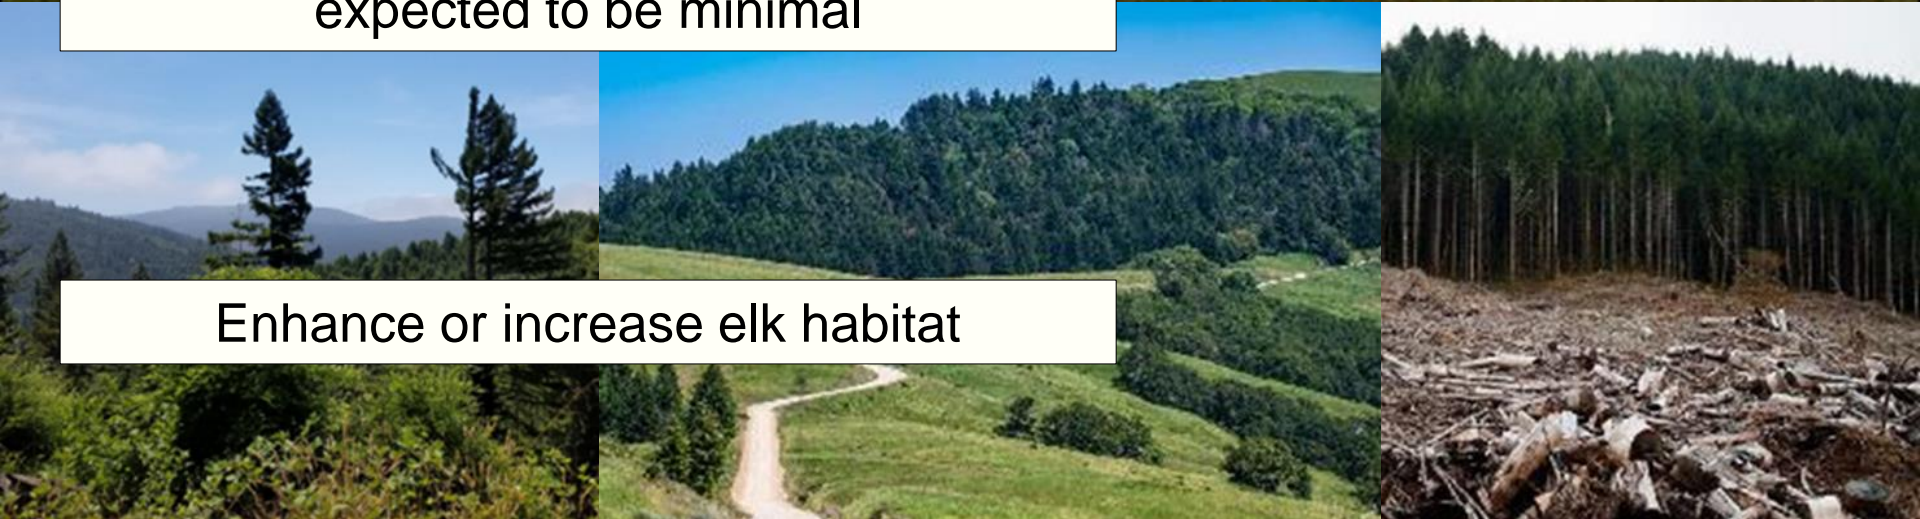 expected to be minimal
Enhance or increase elk habitat